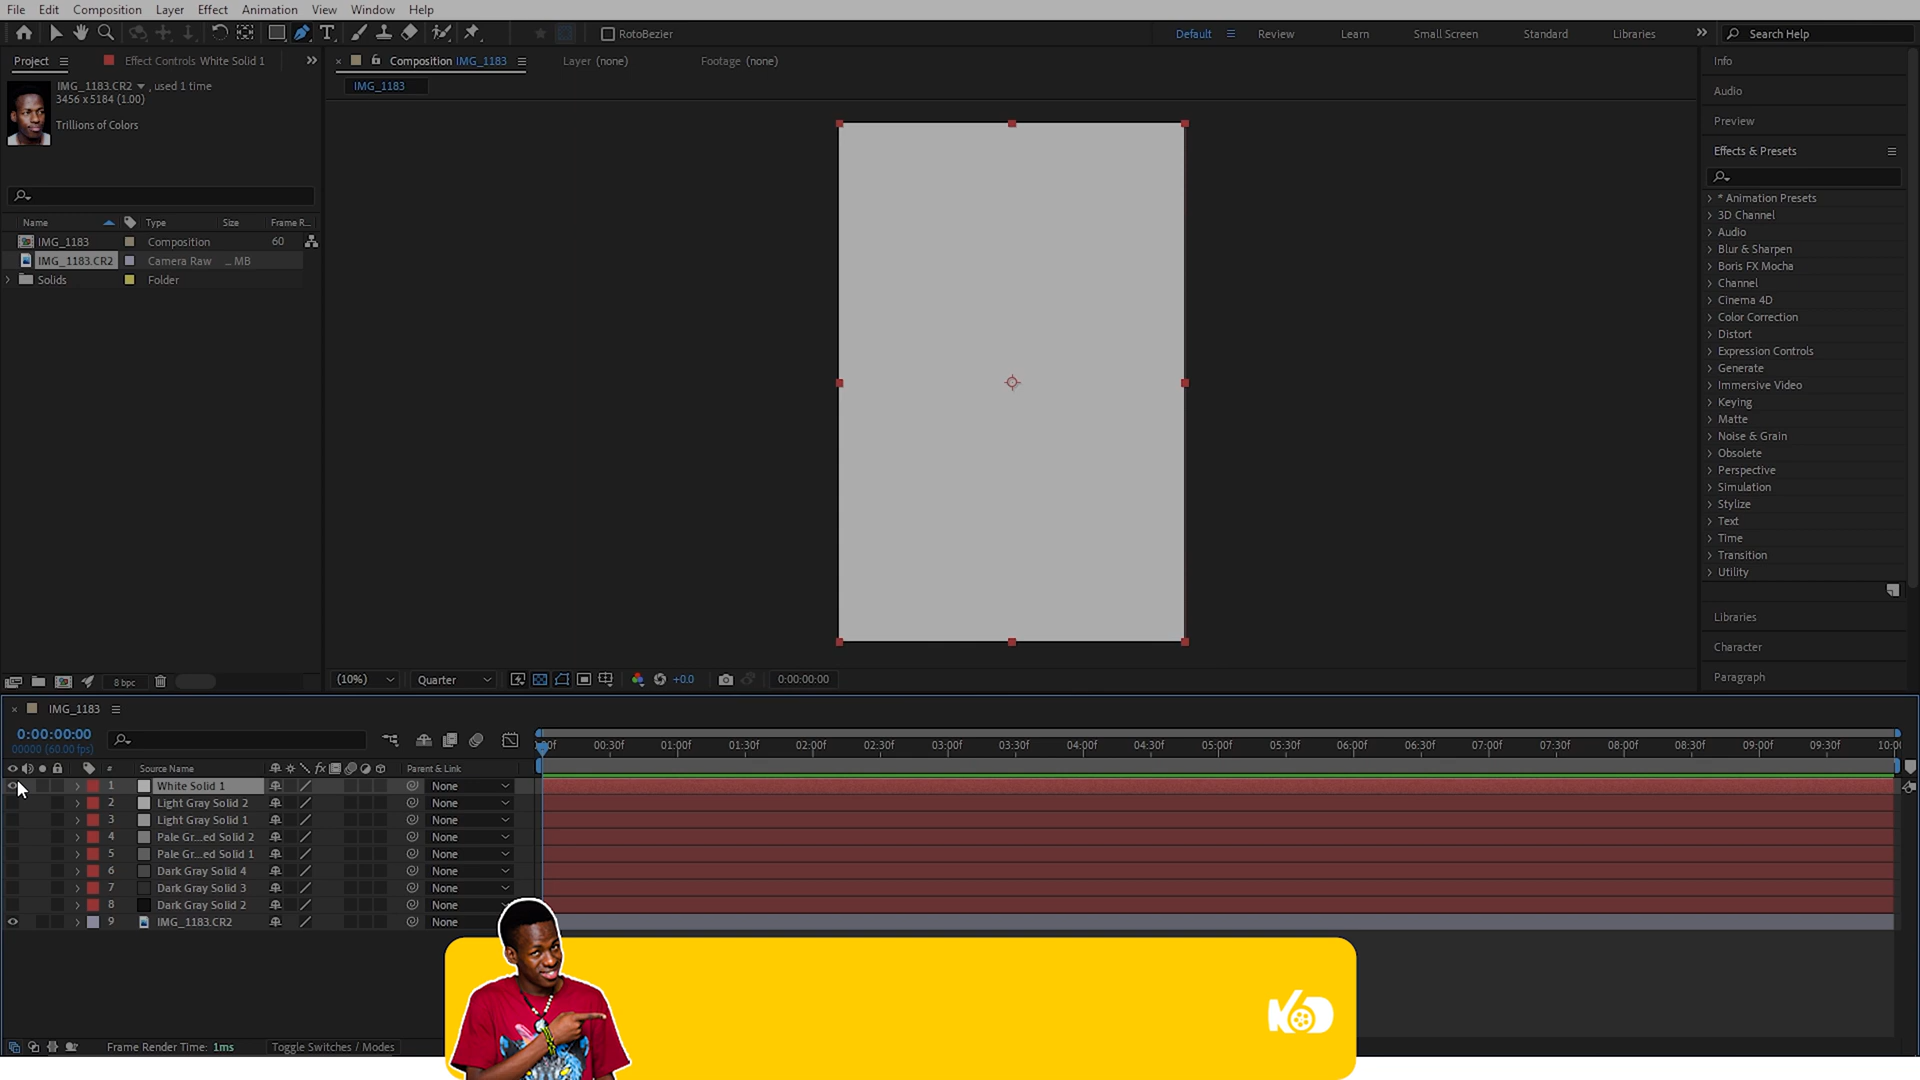 File Edit Composition Layer Effect Animation View Window Help
RotoBezier
Default Review Learn Small Screen Standard Libraries Search Help
Project Effect Controls White Solid 1
Composition IMG_1183 Layer (none) Footage (none)
IMG_1183
IMG_1183.CR2 , used 1 time
3456 x 5184 (1.00)
Trillions of Colors
Name Type Size Frame R...
IMG_1183 Composition 60
IMG_1183.CR2 Camera Raw ... MB
Solids Folder
Info
Audio
Preview
Effects & Presets
* Animation Presets
3D Channel
Audio
Blur & Sharpen
Boris FX Mocha
Channel
Cinema 4D
Color Correction
Distort
Expression Controls
Generate
Immersive Video
Keying
Matte
Noise & Grain
Obsolete
Perspective
Simulation
Stylize
Text
Time
Transition
Utility
Libraries
Character
Paragraph
8 bpc
(10%) Quarter +0.0 0:00:00:00
IMG_1183
0:00:00:00
00000 (60.00 fps)
00:30f 01:00f 01:30f 02:00f 02:30f 03:00f 03:30f 04:00f 04:30f 05:00f 05:30f 06:00f 06:30f 07:00f 07:30f 08:00f 08:30f 09:00f 09:30f
# Source Name fx Parent & Link
1 White Solid 1 None
2 Light Gray Solid 2 None
3 Light Gray Solid 1 None
4 Pale Gr...ed Solid 2 None
5 Pale Gr...ed Solid 1 None
6 Dark Gray Solid 4 None
7 Dark Gray Solid 3 None
8 Dark Gray Solid 2
9 IMG_1183.CR2 None
Frame Render Time: 1ms Toggle Switches / Modes